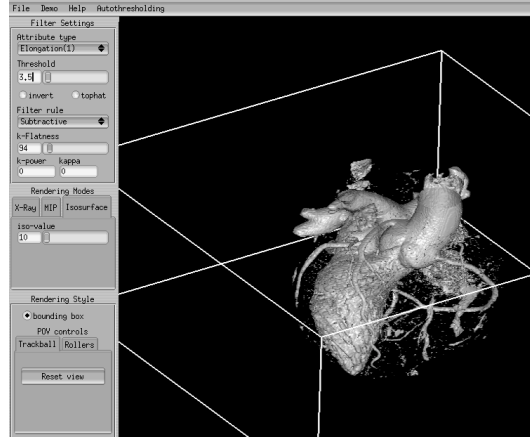 File Demo Help Autothresholding
Filter Settings
Attribute type
Elongation(1)
Threshold
3.5
invert tophat
Filter rule
Subtractive
k-Flatness
94
k-power kappa
0 0
Rendering Modes
X-Ray MIP Isosurface
iso-value
10
Rendering Style
bounding box
POV controls
Trackball Rollers
Reset view